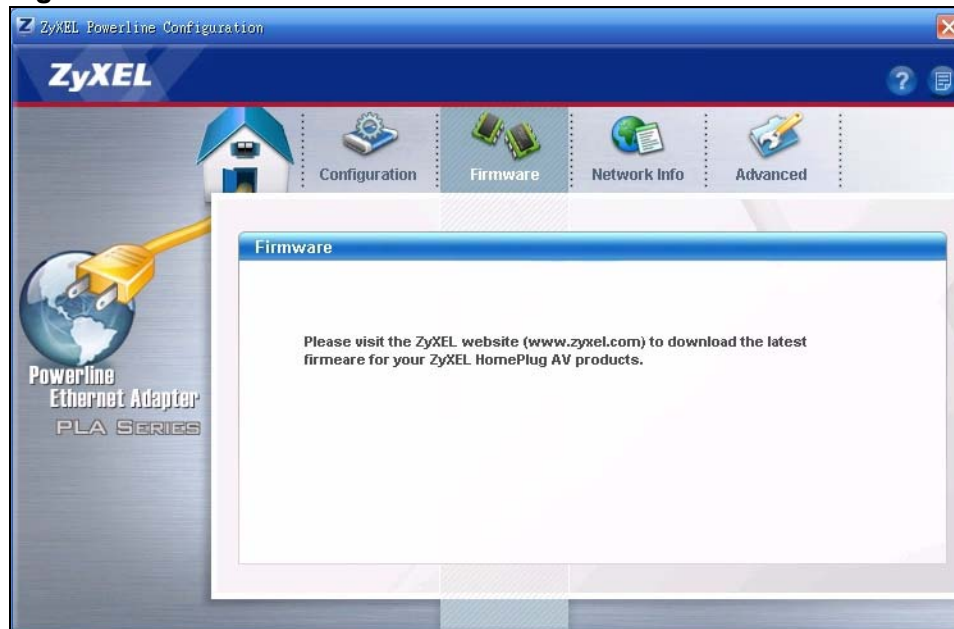 ZyXEL Powerline Configuration
ZyXEL
Configuration
Firmware
Network Info
Advanced
Firmware
Please visit the ZyXEL website (www.zyxel.com) to download the latest
firmeare for your ZyXEL HomePlug AV products.
Powerline
Ethernet Adapter
PLA SERIES